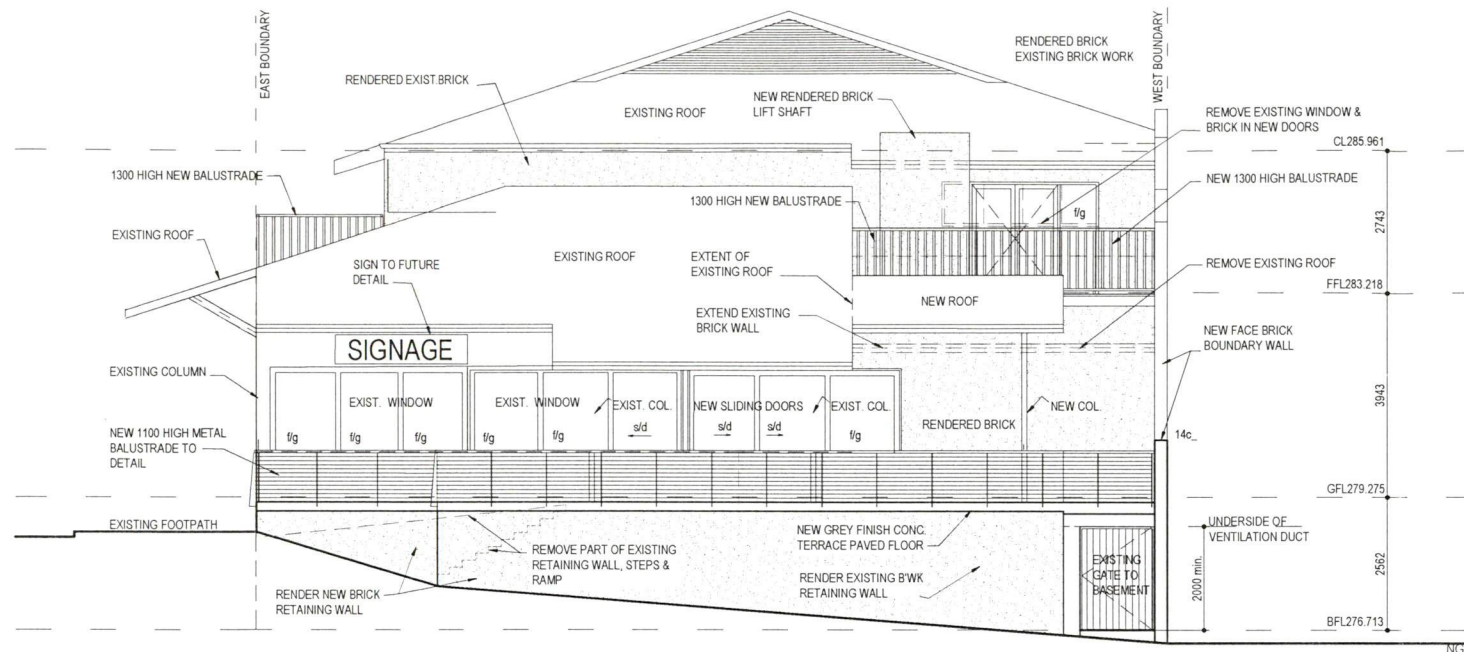 EAST BOUNDARY
WEST BOUNDARY
RENDERED BRICK
EXISTING BRICK WORK
RENDERED EXIST.BRICK
EXISTING ROOF
NEW RENDERED BRICK
LIFT SHAFT
REMOVE EXISTING WINDOW &
BRICK IN NEW DOORS
CL285.961
1300 HIGH NEW BALUSTRADE
1300 HIGH NEW BALUSTRADE
f/g
NEW 1300 HIGH BALUSTRADE
2743
EXISTING ROOF
SIGN TO FUTURE
DETAIL
EXISTING ROOF
EXTENT OF
EXISTING ROOF
REMOVE EXISTING ROOF
FFL283.218
NEW ROOF
EXTEND EXISTING
BRICK WALL
SIGNAGE
NEW FACE BRICK
BOUNDARY WALL
EXISTING COLUMN
EXIST. WINDOW
EXIST. WINDOW
EXIST. COL.
NEW SLIDING DOORS
EXIST. COL.
NEW COL.
3943
RENDERED BRICK
f/g
f/g
f/g
f/g
f/g
s/d
s/d
s/d
f/g
14c_
NEW 1100 HIGH METAL
BALUSTRADE TO
DETAIL
GFL279.275
EXISTING FOOTPATH
NEW GREY FINISH CONC.
TERRACE PAVED FLOOR
UNDERSIDE OF
VENTILATION DUCT
REMOVE PART OF EXISTING
RETAINING WALL, STEPS &
RAMP
EXISTING
GATE TO
BASEMENT
2000 min.
2562
RENDER NEW BRICK
RETAINING WALL
RENDER EXISTING B'WK
RETAINING WALL
BFL276.713